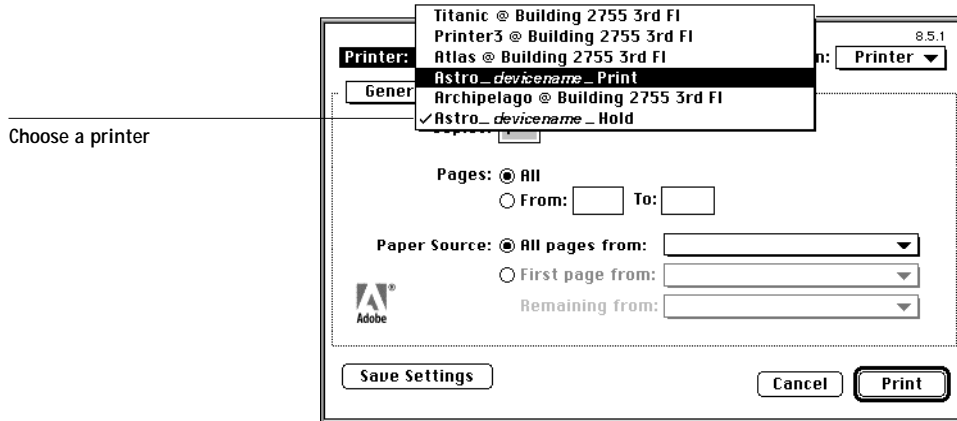 Titanic @ Building 2755 3rd Fl
Printer3 @ Building 2755 3rd Fl
8.5.1
Printer: Atlas @ Building 2755 3rd Fl n: Printer
Astro_devicename_Print
Gener Archipelago @ Building 2755 3rd Fl
✓Astro_devicename_Hold
Choose a printer
Pages: All
From: To:
Paper Source: All pages from:
First page from:
Remaining from:
Adobe®
Save Settings Cancel Print